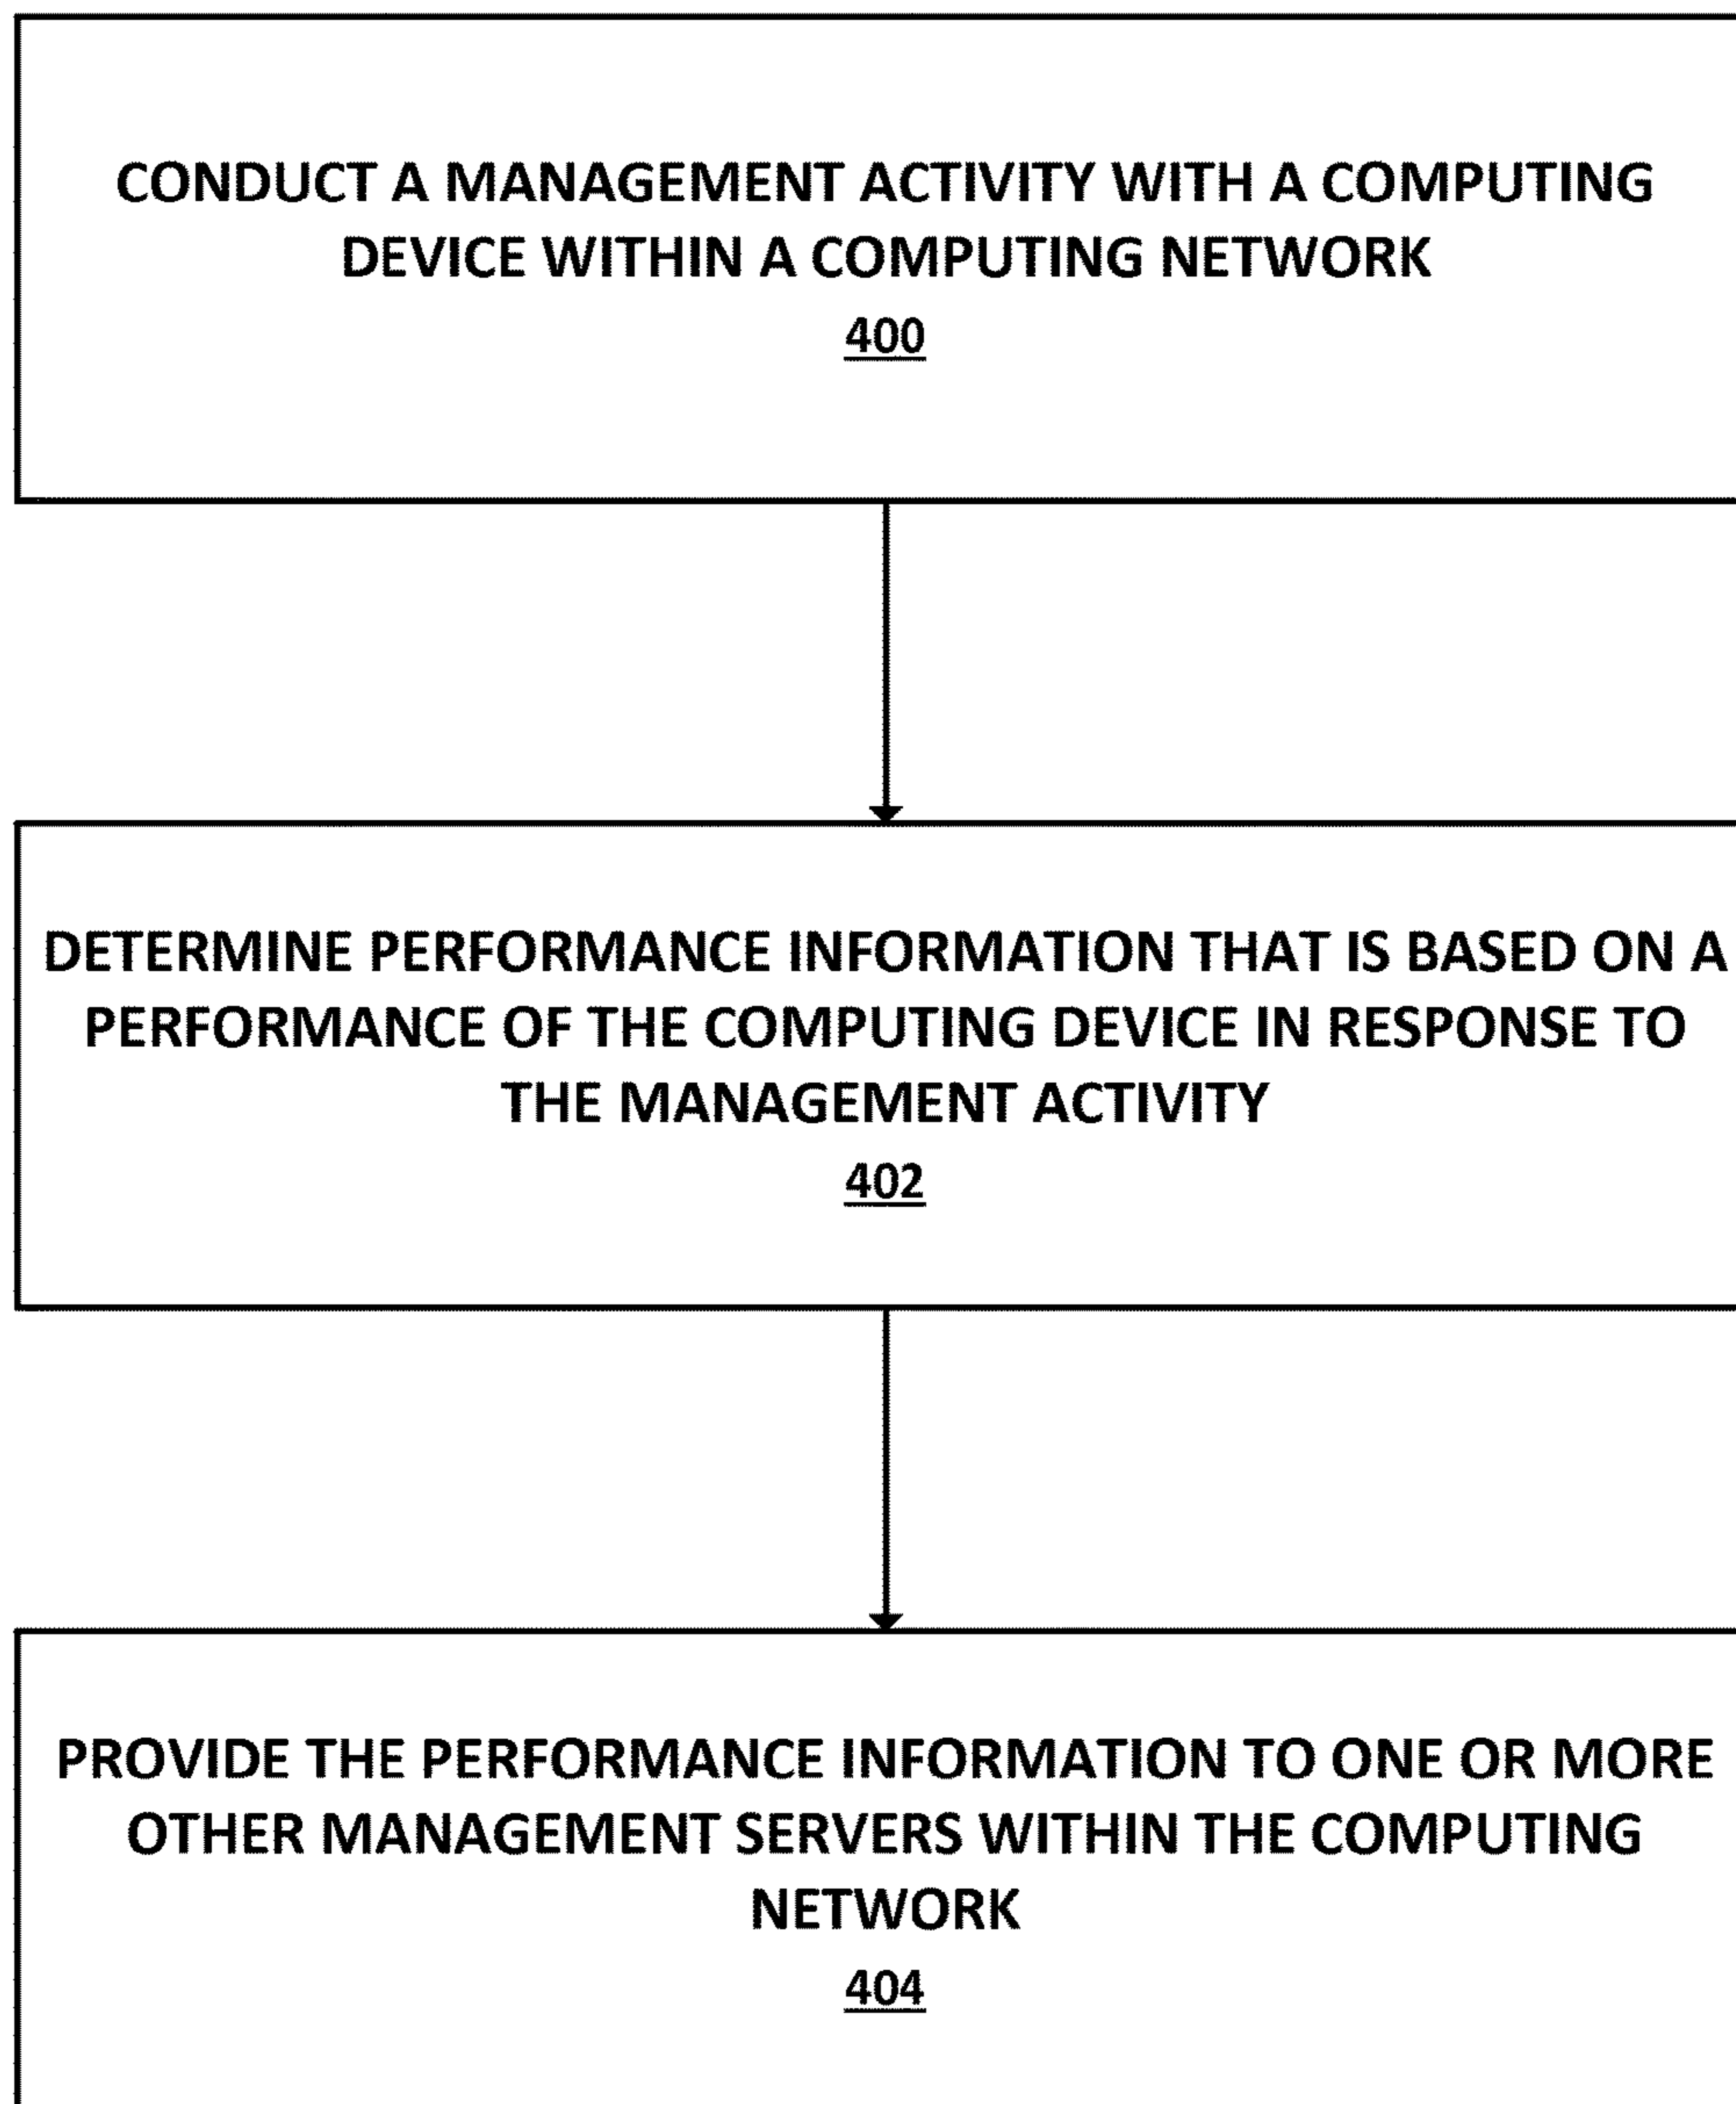 CONDUCT A MANAGEMENT ACTIVITY WITH A COMPUTING
DEVICE WITHIN A COMPUTING NETWORK
400
DETERMINE PERFORMANCE INFORMATION THAT IS BASED ON A
PERFORMANCE OF THE COMPUTING DEVICE IN RESPONSE TO
THE MANAGEMENT ACTIVITY
402
PROVIDE THE PERFORMANCE INFORMATION TO ONE OR MORE
OTHER MANAGEMENT SERVERS WITHIN THE COMPUTING
NETWORK
404